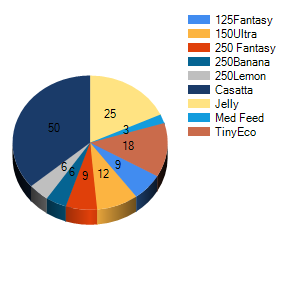 125Fantasy
150Ultra
250 Fantasy
250Banana
250Lemon
Casatta
Jelly
Med Feed
TinyEco
25
3
18
9
12
9
6
6
50